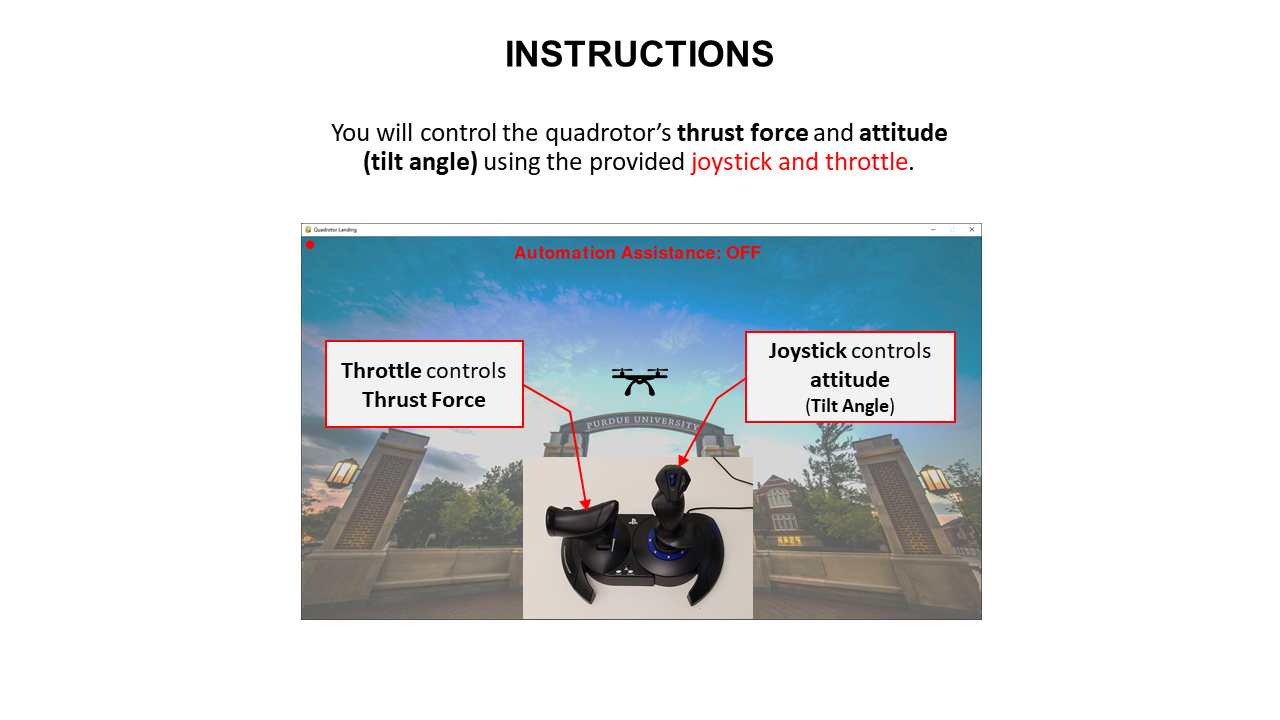 INSTRUCTIONS
You will control the quadrotor’s thrust force and attitude
(tilt angle) using the provided joystick and throttle.
Quadrotor Landing
Automation Assistance: OFF
Throttle controls
Thrust Force
Joystick controls
attitude
(Tilt Angle)
PURDUE UNIVERSITY